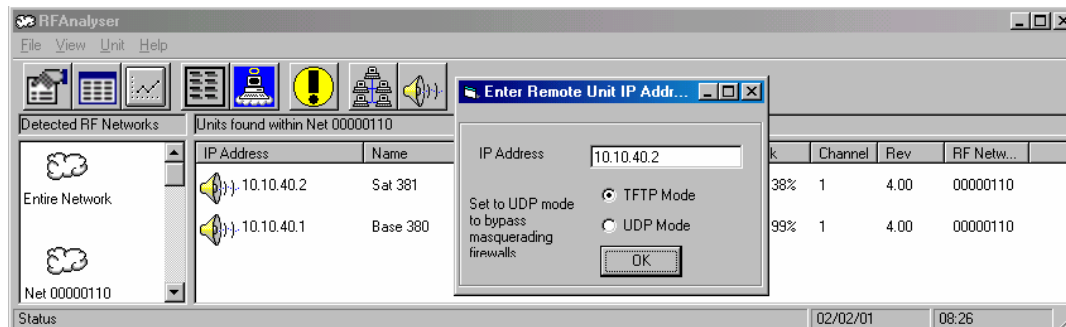 RFAnalyser
File View Unit Help
Enter Remote Unit IP Addr...
Detected RF Networks
Units found within Net 00000110
IP Address Name k Channel Rev RF Netw...
Entire Network
10.10.40.2 Sat 381 38% 1 4.00 00000110
10.10.40.1 Base 380 99% 1 4.00 00000110
Net 00000110
IP Address 10.10.40.2
Set to UDP mode
to bypass
masquerading
firewalls
TFTP Mode
UDP Mode
OK
Status 02/02/01 08:26